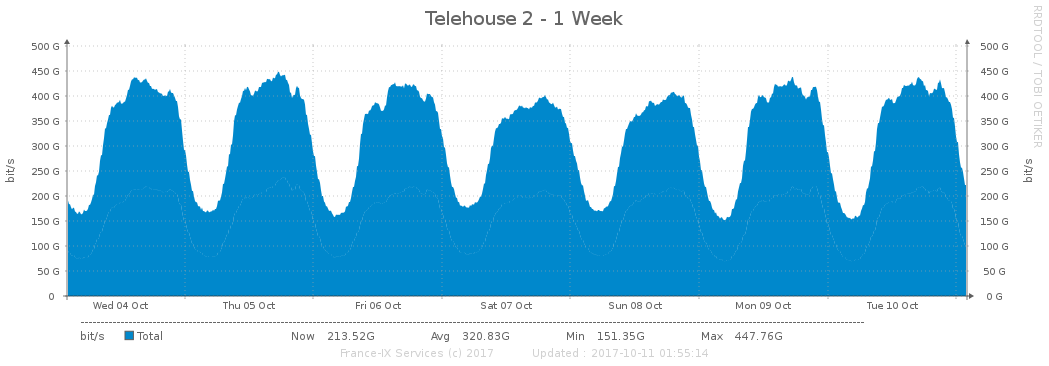 Telehouse 2 - 1 Week
RRDTOOL / TOBI OETIKER
bit/s
500 G 500 G
450 G 450 G
400 G 400 G
350 G 350 G
300 G 300 G
250 G 250 G
200 G 200 G
150 G 150 G
100 G 100 G
50 G 50 G
0 0 G
bit/s
Wed 04 Oct Thu 05 Oct Fri 06 Oct Sat 07 Oct Sun 08 Oct Mon 09 Oct Tue 10 Oct
bit/s Total Now 213.52G Avg 320.83G Min 151.35G Max 447.76G
France-IX Services (c) 2017 Updated : 2017-10-11 01:55:14